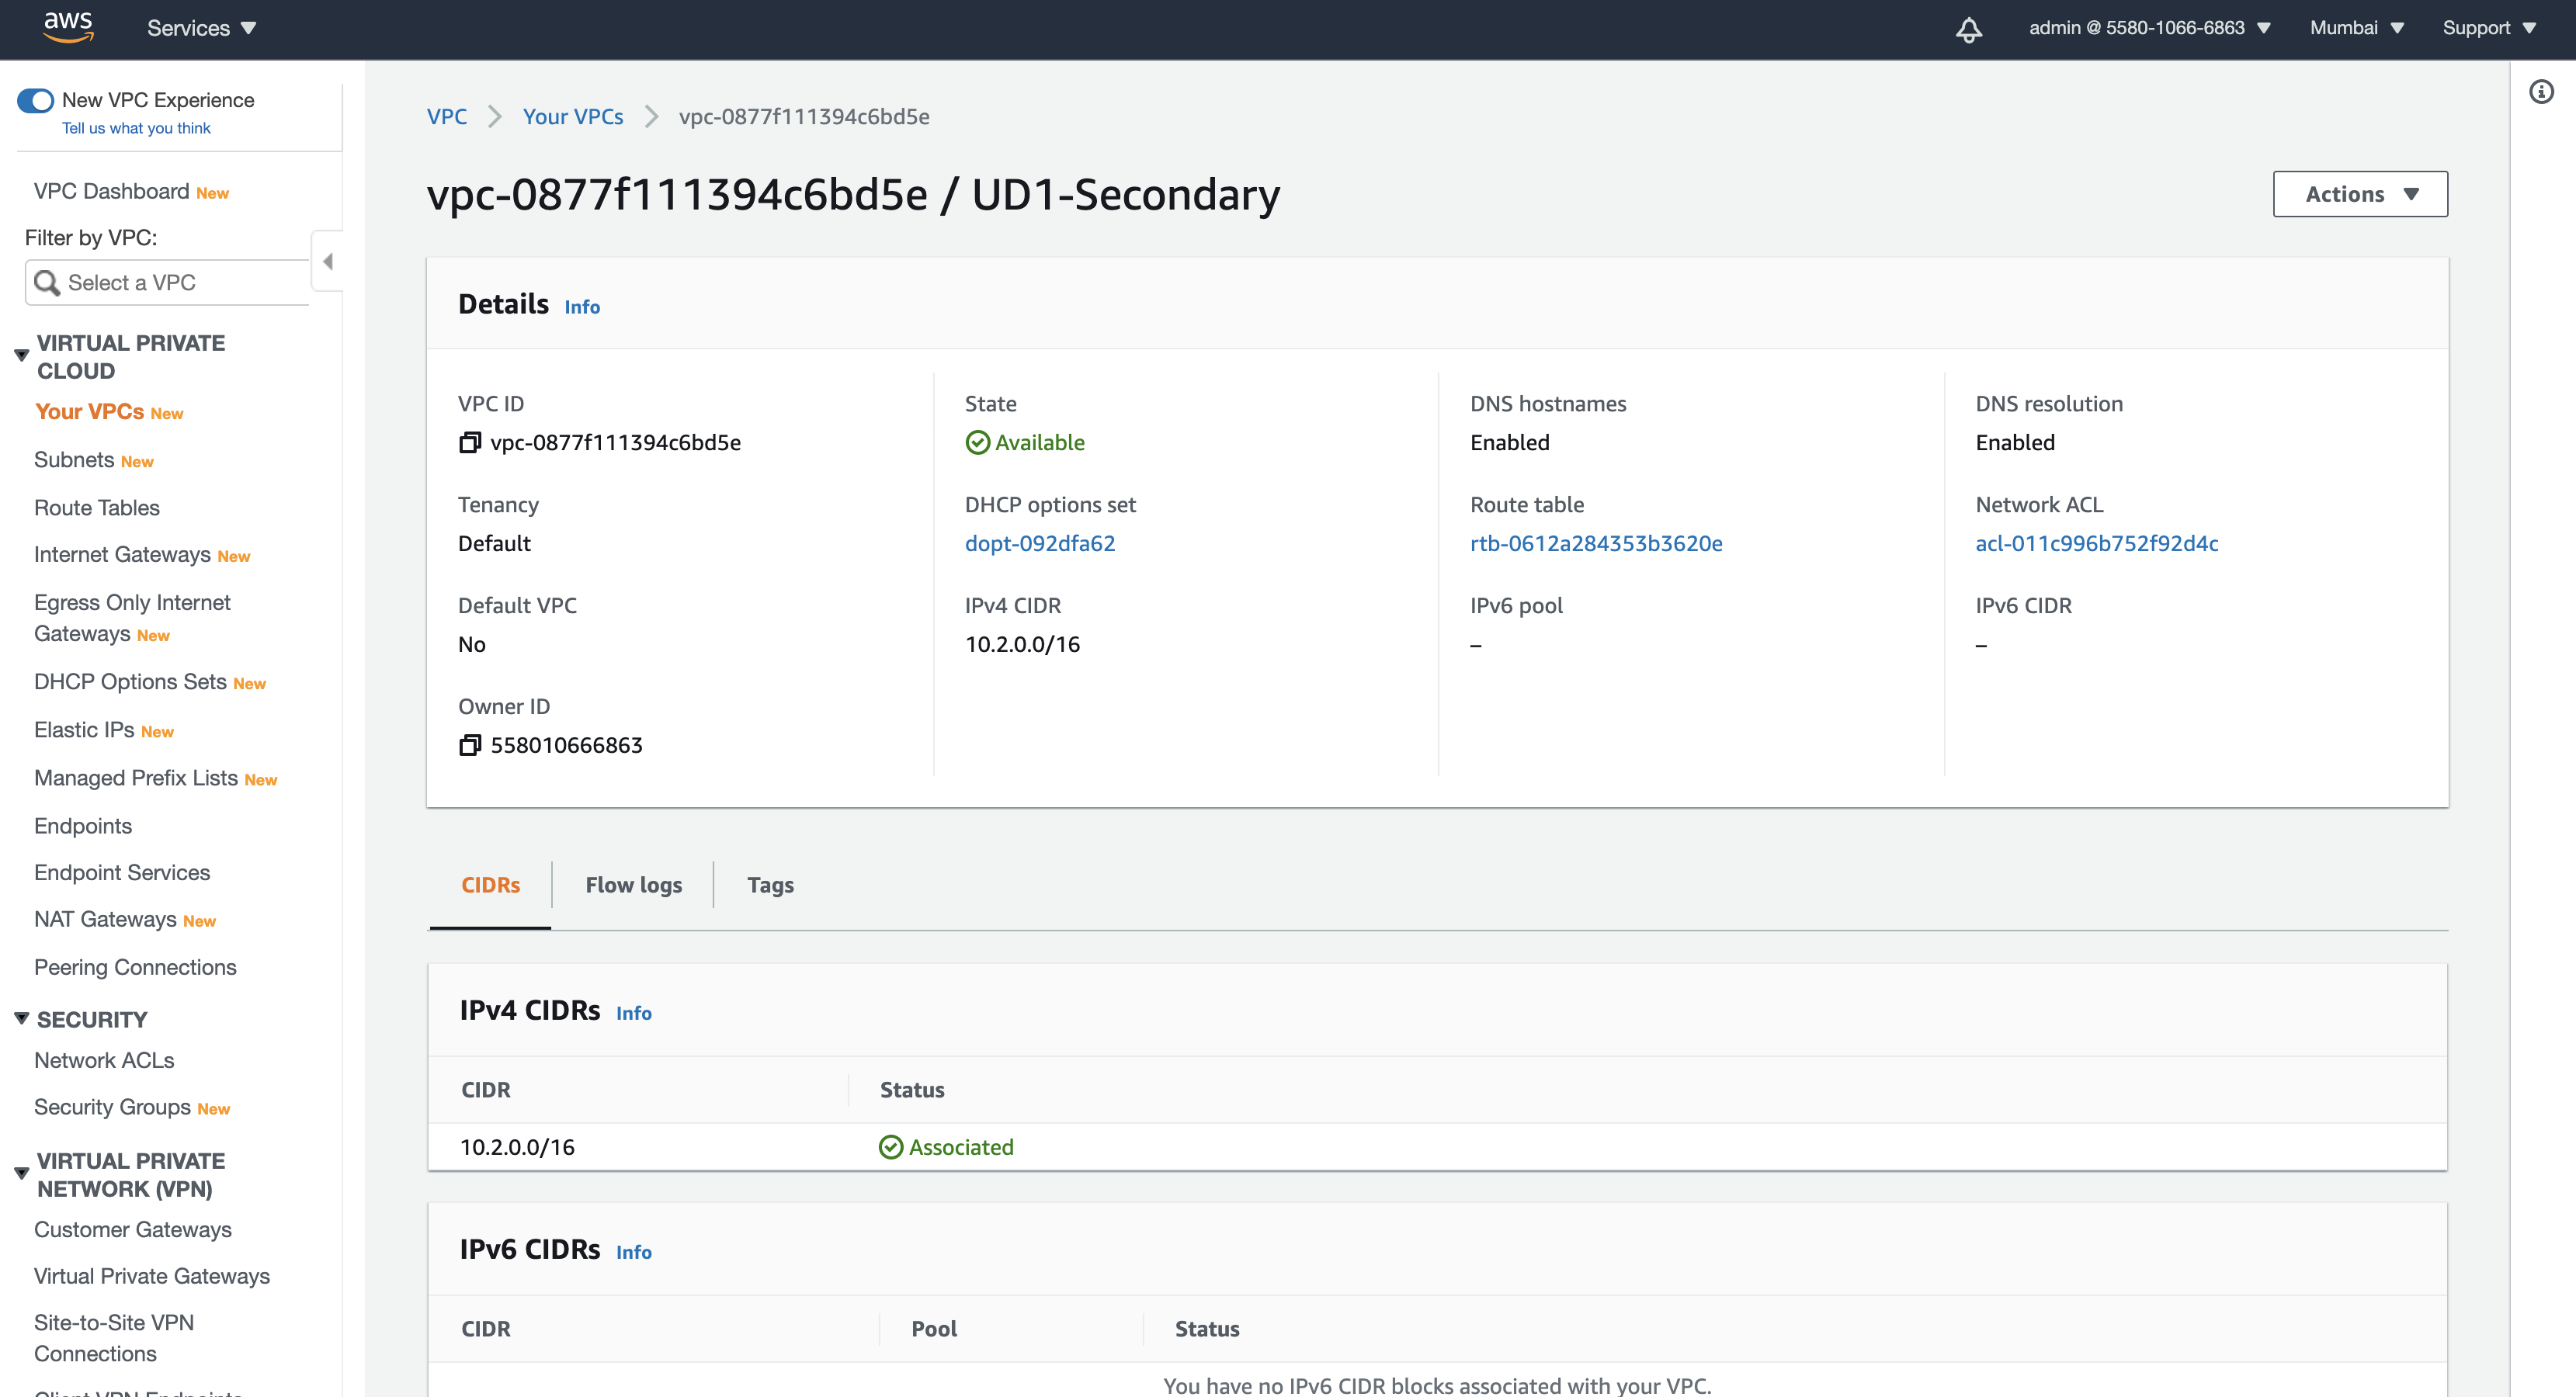 aws
Services
admin @ 5580-1066-6863
Mumbai
Support
New VPC Experience
Tell us what you think
VPC Dashboard New
Filter by VPC:
Select a VPC
VIRTUAL PRIVATE
CLOUD
Your VPCs New
Subnets New
Route Tables
Internet Gateways New
Egress Only Internet
Gateways New
DHCP Options Sets New
Elastic IPs New
Managed Prefix Lists New
Endpoints
Endpoint Services
NAT Gateways New
Peering Connections
SECURITY
Network ACLs
Security Groups New
VIRTUAL PRIVATE
NETWORK (VPN)
Customer Gateways
Virtual Private Gateways
Site-to-Site VPN
Connections
Client VPN Endpoints
VPC
Your VPCs
vpc-0877f111394c6bd5e
vpc-0877f111394c6bd5e / UD1-Secondary
Actions
Details Info
VPC ID
vpc-0877f111394c6bd5e
State
Available
DNS hostnames
Enabled
DNS resolution
Enabled
Tenancy
Default
DHCP options set
dopt-092dfa62
Route table
rtb-0612a284353b3620e
Network ACL
acl-011c996b752f92d4c
Default VPC
No
IPv4 CIDR
10.2.0.0/16
IPv6 pool
–
IPv6 CIDR
–
Owner ID
558010666863
CIDRs
Flow logs
Tags
IPv4 CIDRs Info
CIDR
Status
10.2.0.0/16
Associated
IPv6 CIDRs Info
CIDR
Pool
Status
You have no IPv6 CIDR blocks associated with your VPC.